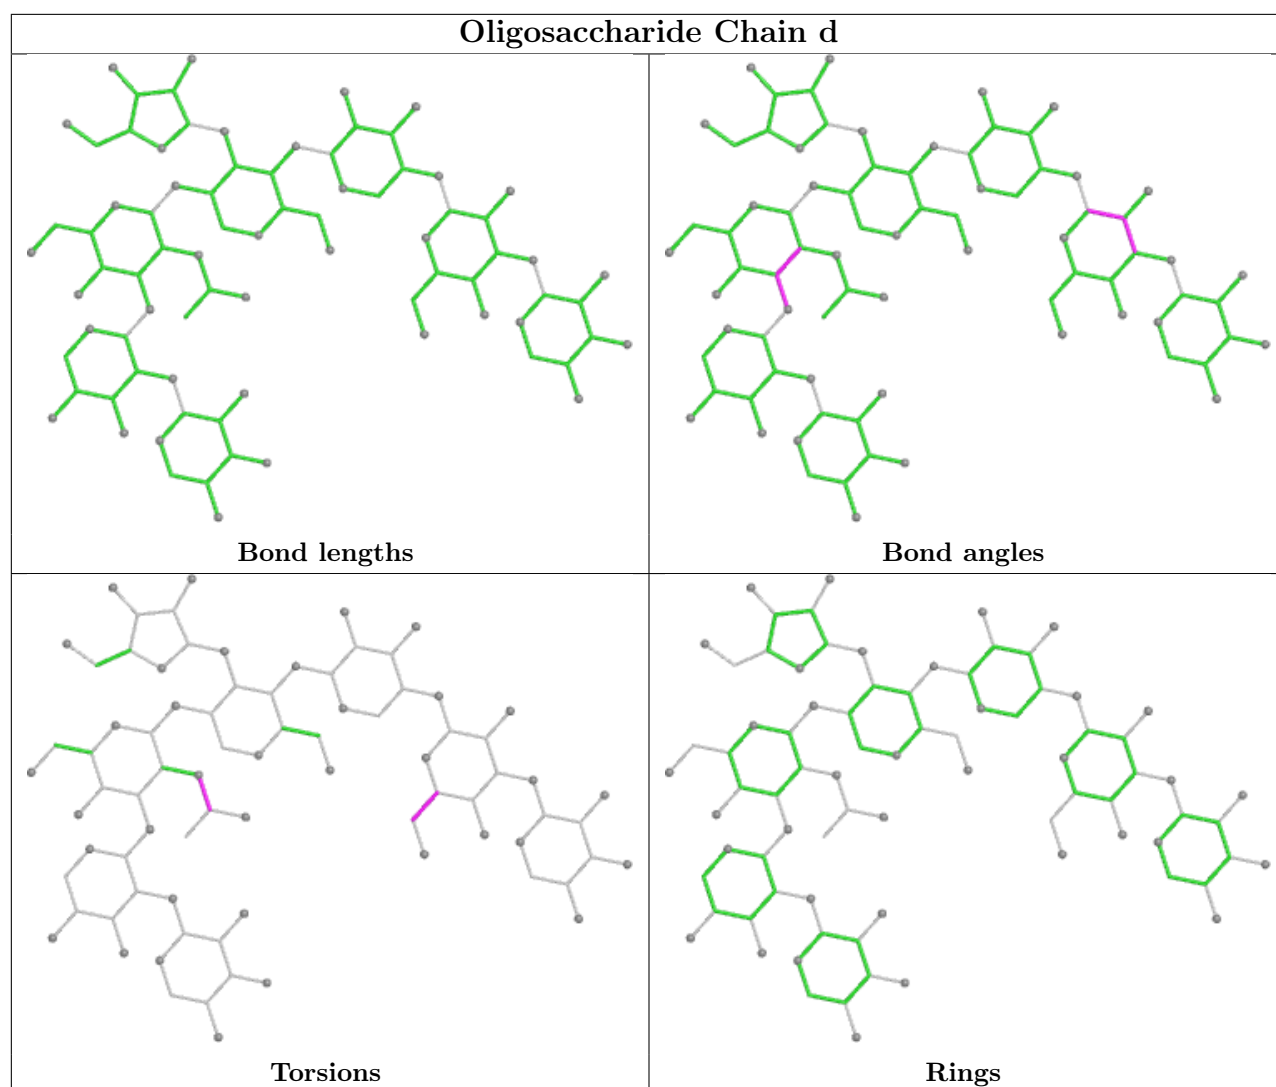 Oligosaccharide Chain d
Bond lengths
Bond angles
Torsions
Rings